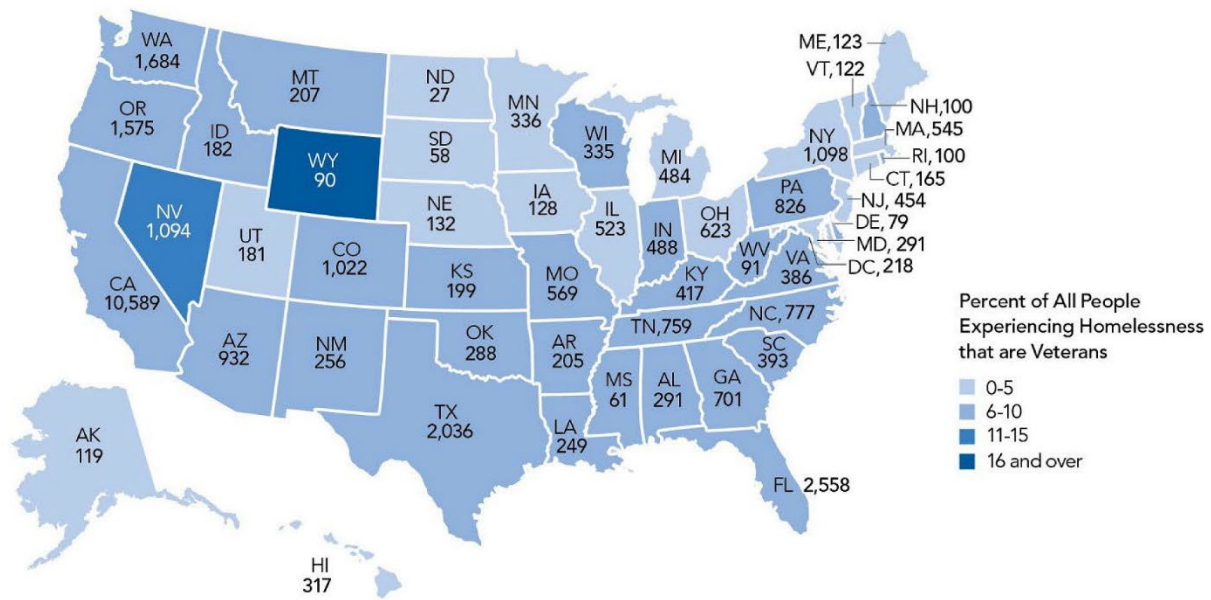 WA
1,684
MT
207
ND
27
MN
336
ME, 123
VT, 122
NH, 100
MA, 545
RI, 100
CT, 165
NJ, 454
DE, 79
MD, 291
DC, 218
OR
1,575
ID
182
WY
90
SD
58
WI
335
MI
484
NY
1,098
NV
1,094
UT
181
CO
1,022
NE
132
IA
128
IL
523
IN
488
OH
623
PA
826
WV
91
VA
386
CA
10,589
KS
199
MO
569
KY
417
NC, 777
TN, 759
SC
393
AZ
932
NM
256
OK
288
AR
205
MS
61
AL
291
GA
701
TX
2,036
LA
249
FL 2,558
AK
119
HI
317
Percent of All People
Experiencing Homelessness
that are Veterans
0-5
6-10
11-15
16 and over